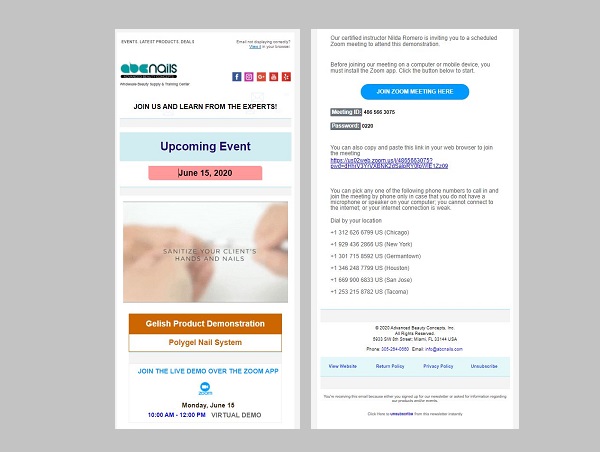 EVENTS. LATEST PRODUCTS. DEALS
Email not displaying correctly?
View it in your browser.
abcnails
ADVANCED BEAUTY CONCEPTS
Wholesale Beauty Supply & Training Center
JOIN US AND LEARN FROM THE EXPERTS!
Upcoming Event
June 15, 2020
SANITIZE YOUR CLIENT'S
HANDS AND NAILS
Gelish Product Demonstration
Polygel Nail System
JOIN THE LIVE DEMO OVER THE ZOOM APP
zoom
Monday, June 15
10:00 AM - 12:00 PM VIRTUAL DEMO
Our certified instructor Nilda Romero is inviting you to a scheduled
Zoom meeting to attend this demonstration.
Before joining our meeting on a computer or mobile device, you
must install the Zoom app. Click the button below to start.
JOIN ZOOM MEETING HERE
Meeting ID: 486 566 3075
Password: 0220
You can also copy and paste this link in your web browser to join
the meeting
https://us02web.zoom.us/j/4865663075?
You can pick any one of the following phone numbers to call in and
join the meeting by phone only in case that you do not have a
microphone or speaker on your computer, you cannot connect to
the internet, or your internet connection is weak.
Dial by your location
+1 312 626 6799 US (Chicago)
+1 929 436 2866 US (New York)
+1 301 715 8592 US (Germantown)
+1 346 248 7799 US (Houston)
+1 669 900 6833 US (San Jose)
+1 253 215 8782 US (Tacoma)
© 2020 Advanced Beauty Concepts, Inc.
All Rights Reserved.
5933 SW 8th Street, Miami, FL 33144 USA
Email: info@abcnails.com
View Website
Return Policy
Privacy Policy
Unsubscribe
You're receiving this email because either you signed up for our newsletter or asked for information regarding
our products and/or events.
Click Here to unsubscribe from this newsletter instantly